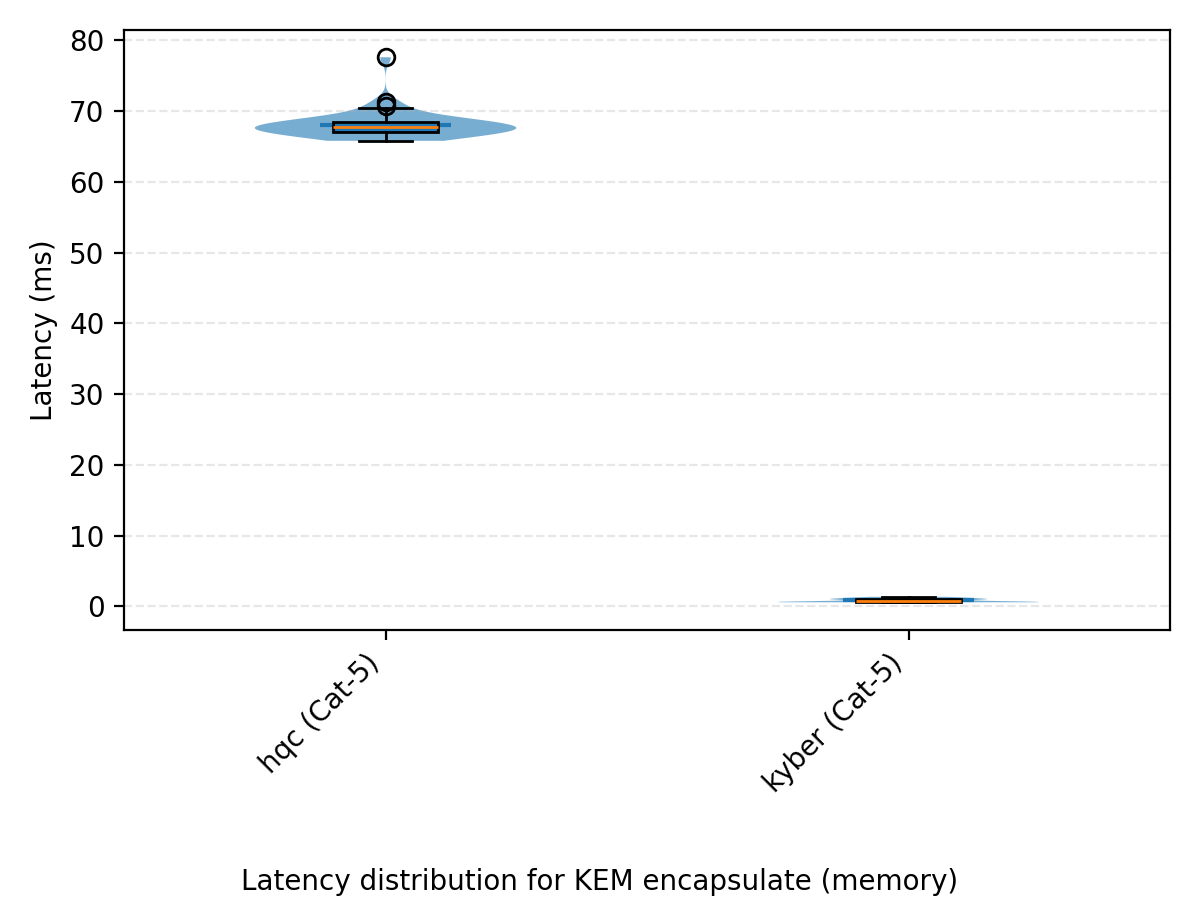 80
70
60
50
40
30
20
10
0
Latency (ms)
hqc (Cat-5)
kyber (Cat-5)
Latency distribution for KEM encapsulate (memory)